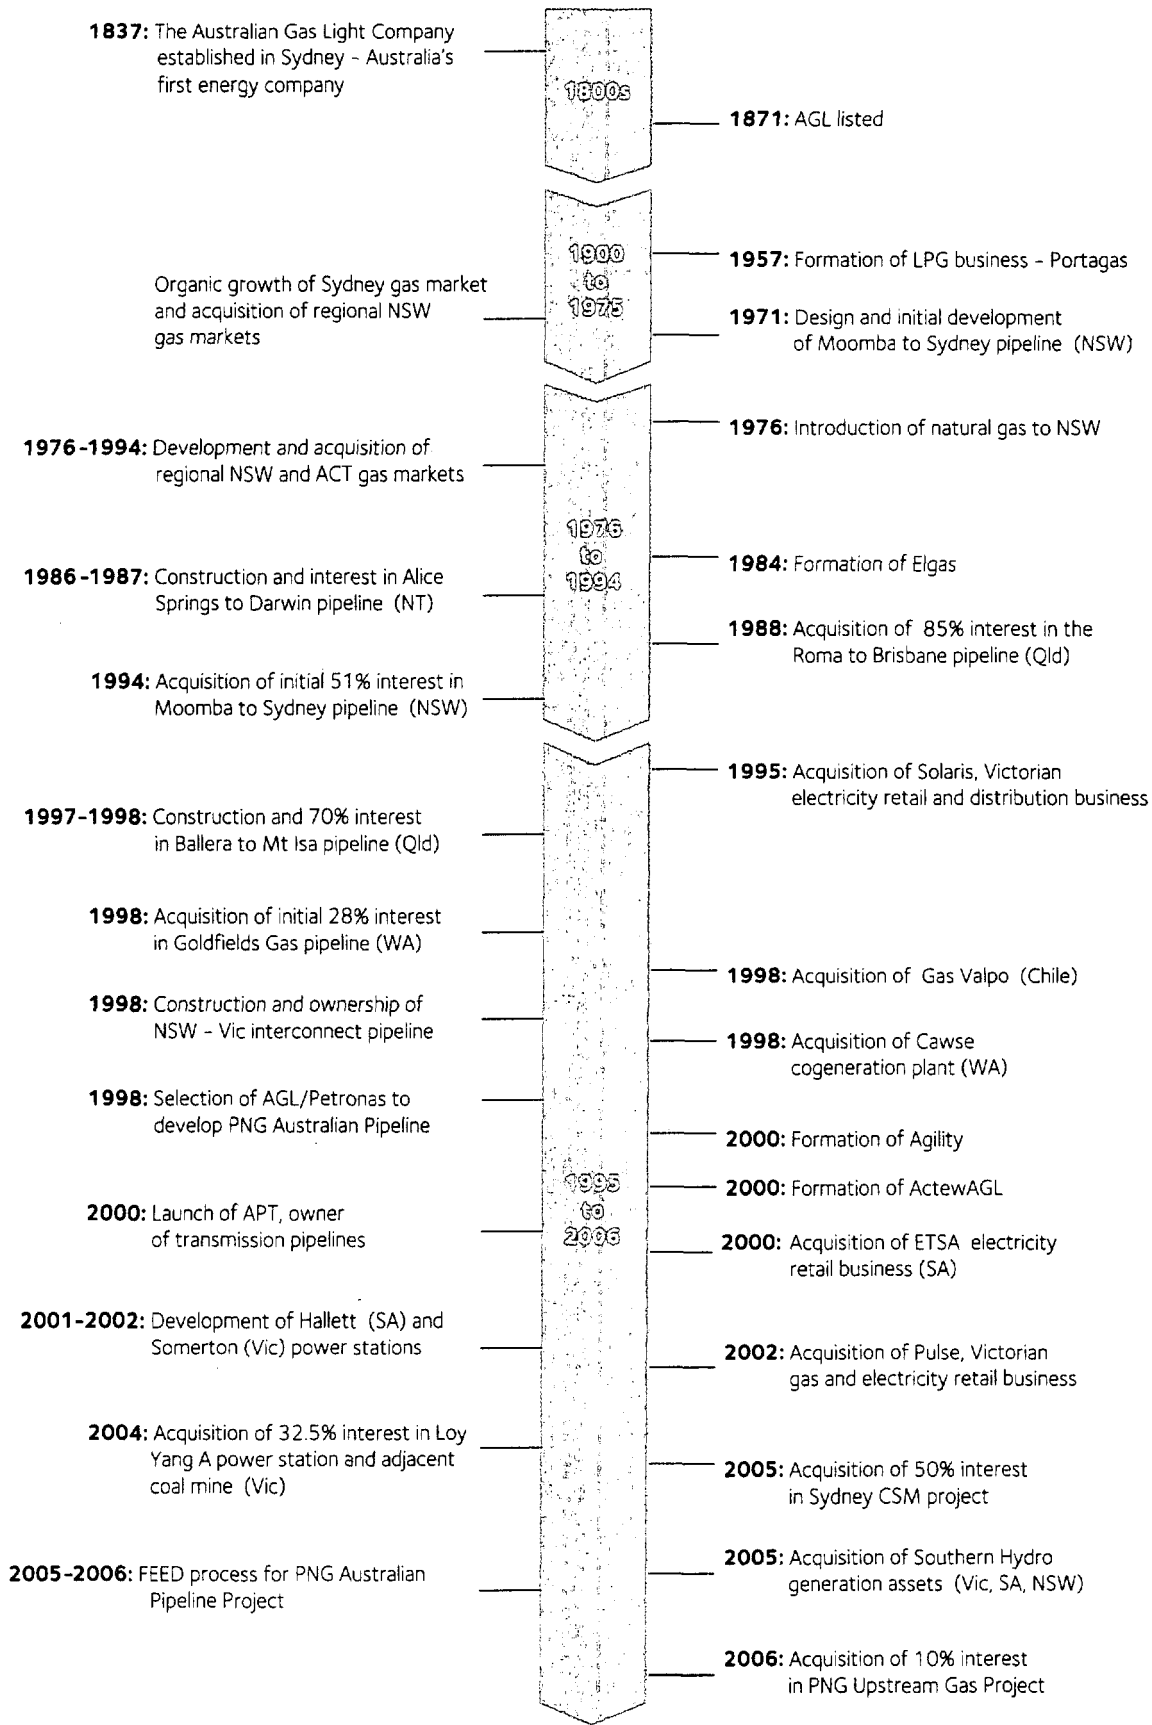 1837: The Australian Gas Light Company
established in Sydney – Australia's
first energy company
1800s
1871: AGL listed
1900
to
1975
1957: Formation of LPG business – Portagas
Organic growth of Sydney gas market
and acquisition of regional NSW
gas markets
1971: Design and initial development
of Moomba to Sydney pipeline (NSW)
1976: Introduction of natural gas to NSW
1976-1994: Development and acquisition of
regional NSW and ACT gas markets
1976
to
1994
1984: Formation of Elgas
1986-1987: Construction and interest in Alice
Springs to Darwin pipeline (NT)
1988: Acquisition of 85% interest in the
Roma to Brisbane pipeline (Qld)
1994: Acquisition of initial 51% interest in
Moomba to Sydney pipeline (NSW)
1995: Acquisition of Solaris, Victorian
electricity retail and distribution business
1997-1998: Construction and 70% interest
in Ballera to Mt Isa pipeline (Qld)
1998: Acquisition of initial 28% interest
in Goldfields Gas pipeline (WA)
1998: Acquisition of Gas Valpo (Chile)
1998: Construction and ownership of
NSW – Vic interconnect pipeline
1998: Acquisition of Cawse
cogeneration plant (WA)
1998: Selection of AGL/Petronas to
develop PNG Australian Pipeline
2000: Formation of Agility
1995
to
2006
2000: Formation of ActewAGL
2000: Launch of APT, owner
of transmission pipelines
2000: Acquisition of ETSA electricity
retail business (SA)
2001-2002: Development of Hallett (SA) and
Somerton (Vic) power stations
2002: Acquisition of Pulse, Victorian
gas and electricity retail business
2004: Acquisition of 32.5% interest in Loy
Yang A power station and adjacent
coal mine (Vic)
2005: Acquisition of 50% interest
in Sydney CSM project
2005-2006: FEED process for PNG Australian
Pipeline Project
2005: Acquisition of Southern Hydro
generation assets (Vic, SA, NSW)
2006: Acquisition of 10% interest
in PNG Upstream Gas Project